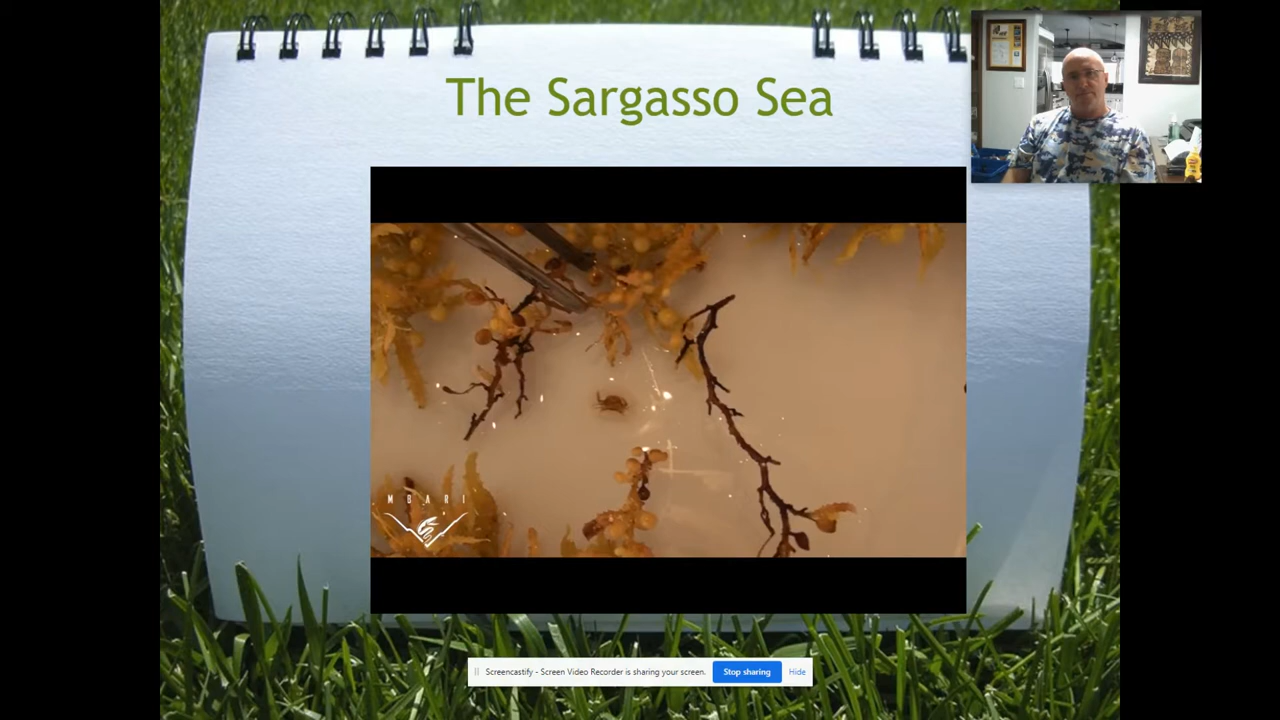 The Sargasso Sea
MBARI
Screencastify - Screen Video Recorder is sharing your screen. Stop sharing Hide